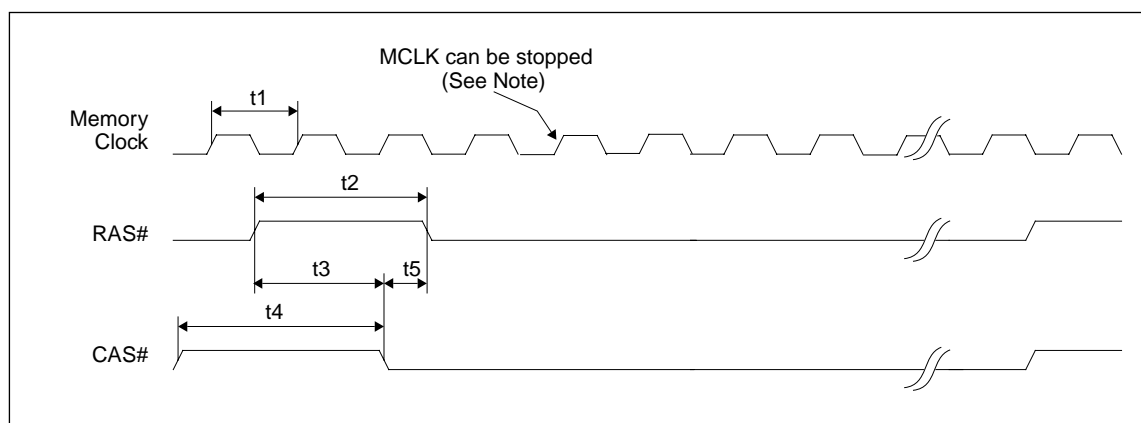 MCLK can be stopped
(See Note)
t1
Memory
Clock
t2
RAS#
t3
t5
t4
CAS#